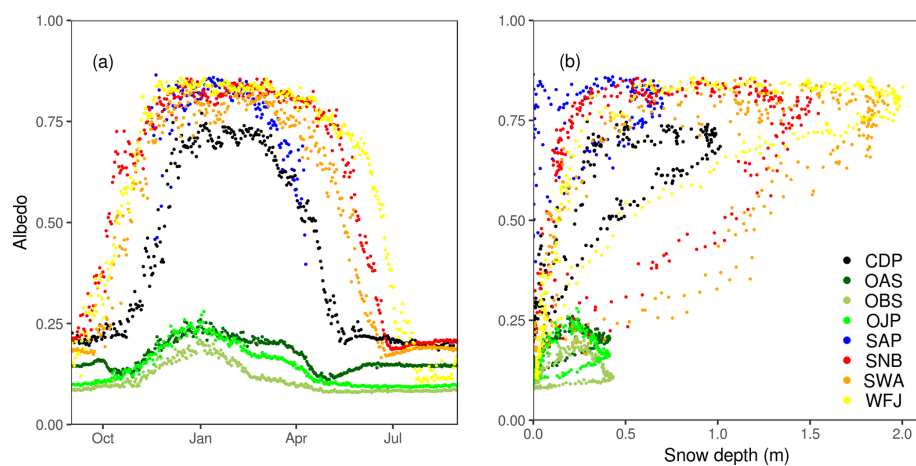 (a)
Albedo
1.00
0.75
0.50
0.25
0.00
Oct Jan Apr Jul
(b)
1.00
0.75
0.50
0.25
0.00
CDP
OAS
OBS
OJP
SAP
SNB
SWA
WFJ
0.0 0.5 1.0 1.5 2.0
Snow depth (m)